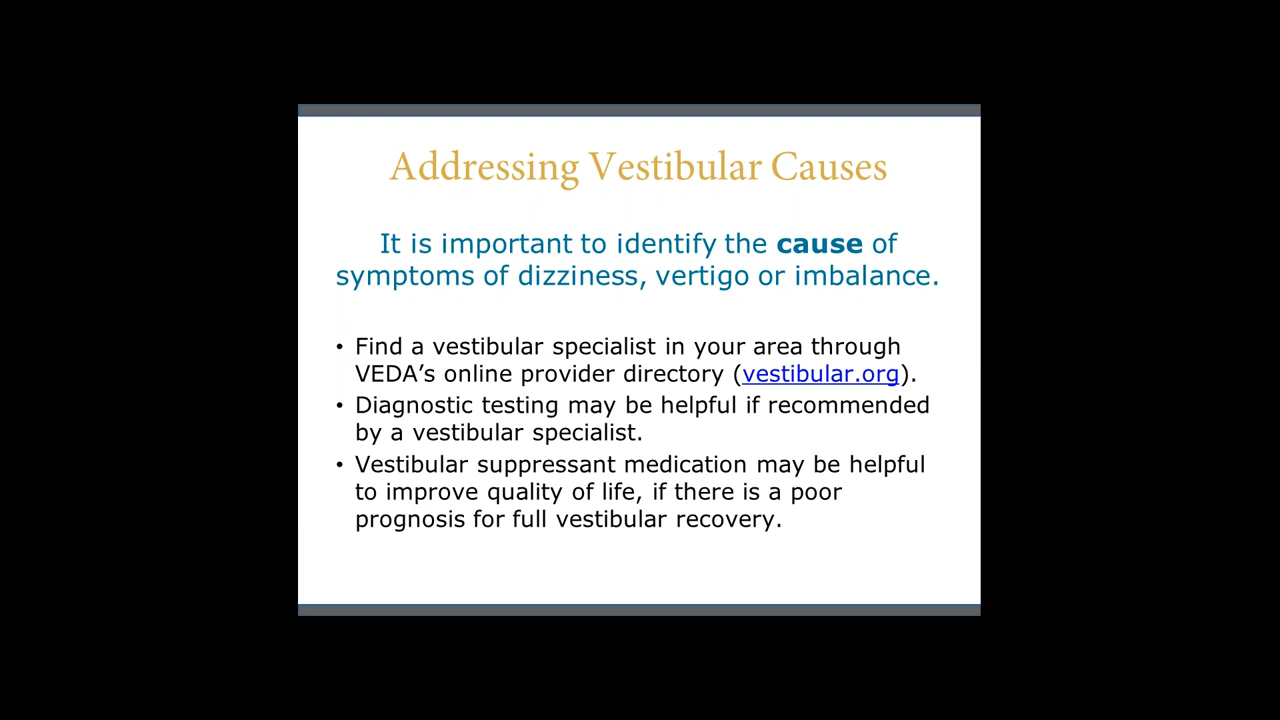 Addressing Vestibular Causes
It is important to identify the cause of
symptoms of dizziness, vertigo or imbalance.
• Find a vestibular specialist in your area through
VEDA’s online provider directory (vestibular.org).
• Diagnostic testing may be helpful if recommended
by a vestibular specialist.
• Vestibular suppressant medication may be helpful
to improve quality of life, if there is a poor
prognosis for full vestibular recovery.